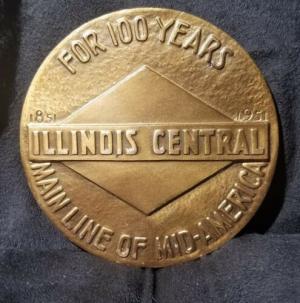 FOR 100 YEARS
1851 1951
ILLINOIS CENTRAL
MAIN LINE OF MID-AMERICA